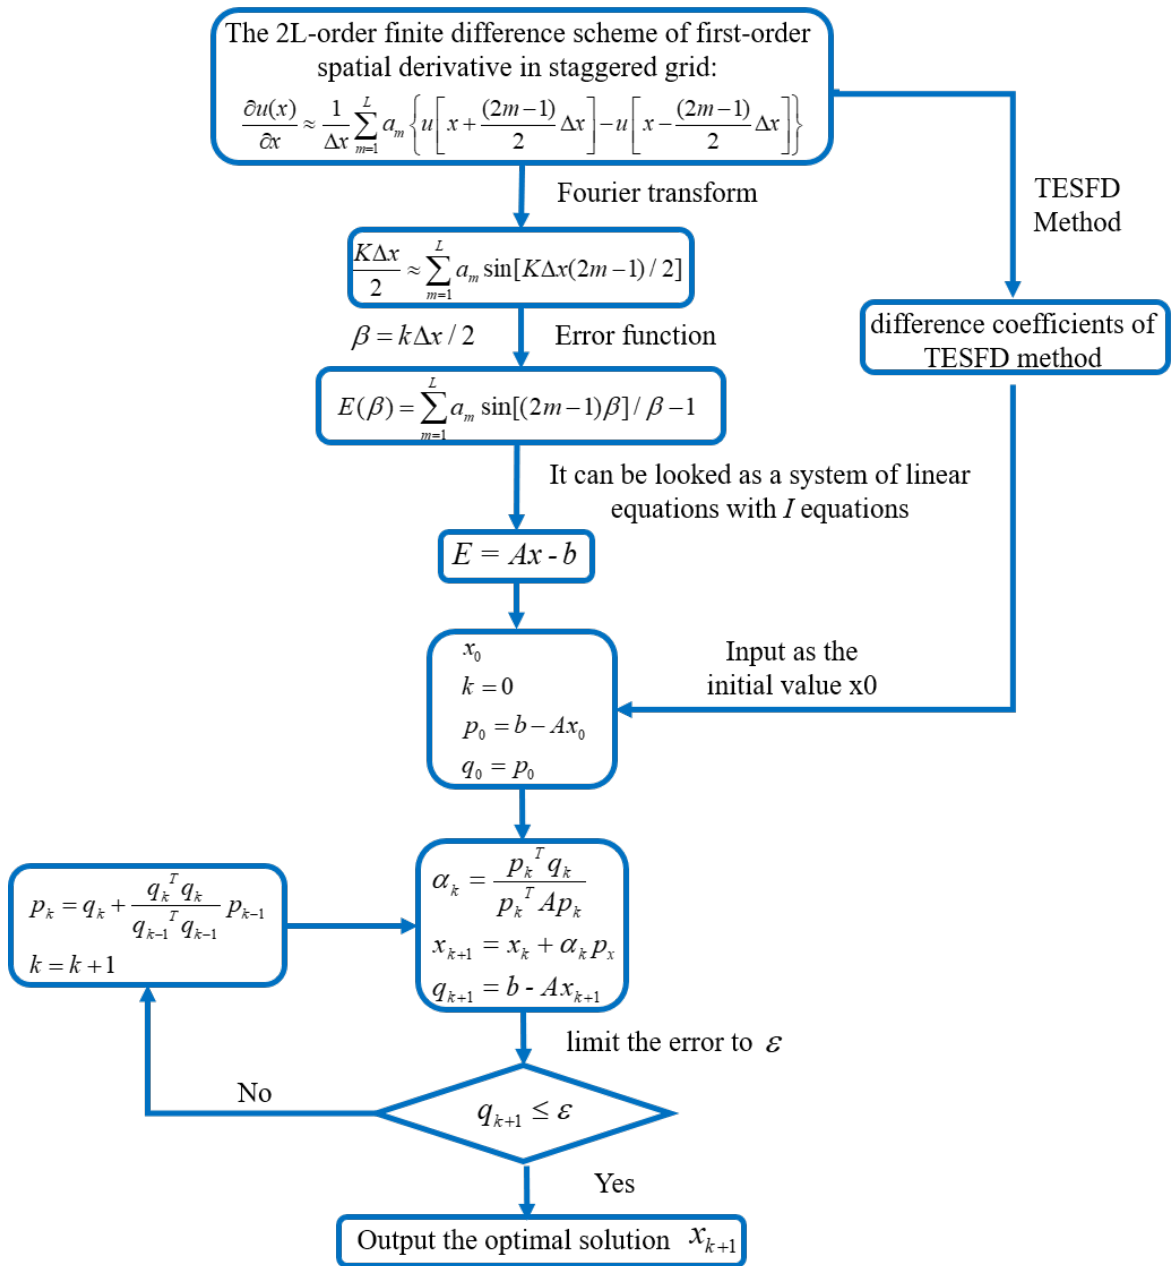 The 2L-order finite difference scheme of first-order
spatial derivative in staggered grid:
∂u(x)/∂x ≈ 1/Δx ∑_{m=1}^{L} a_m {u[x + (2m−1)/2 Δx] − u[x − (2m−1)/2 Δx]}
Fourier transform
TESFD
Method
KΔx/2 ≈ ∑_{m=1}^{L} a_m sin[KΔx(2m−1)/2]
β = kΔx / 2
Error function
difference coefficients of
TESFD method
E(β) = ∑_{m=1}^{L} a_m sin[(2m−1)β] / β − 1
It can be looked as a system of linear
equations with I equations
E = Ax - b
x_0
k = 0
p_0 = b − Ax_0
q_0 = p_0
Input as the
initial value x0
p_k = q_k + (q_k^T q_k)/(q_{k−1}^T q_{k−1}) p_{k−1}
k = k + 1
α_k = (p_k^T q_k)/(p_k^T Ap_k)
x_{k+1} = x_k + α_k p_x
q_{k+1} = b - Ax_{k+1}
limit the error to ε
No
q_{k+1} ≤ ε
Yes
Output the optimal solution x_{k+1}